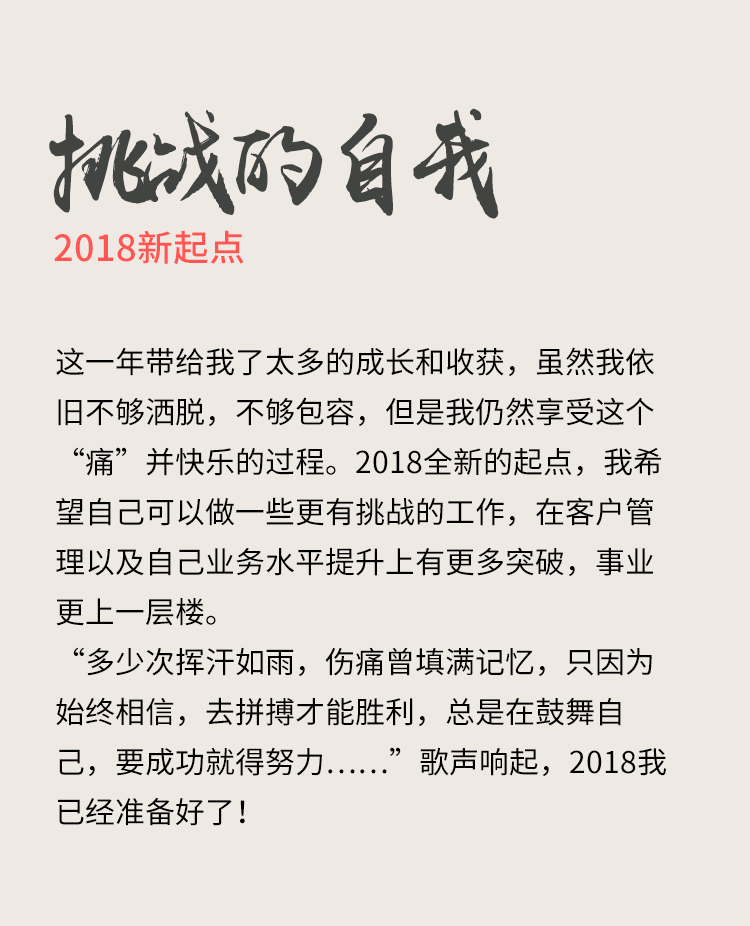 挑战的自我
2018新起点
这一年带给我了太多的成长和收获，虽然我依
旧不够洒脱，不够包容，但是我仍然享受这个
“痛”并快乐的过程。2018全新的起点，我希
望自己可以做一些更有挑战的工作，在客户管
理以及自己业务水平提升上有更多突破，事业
更上一层楼。
“多少次挥汗如雨，伤痛曾填满记忆，只因为
始终相信，去拼搏才能胜利，总是在鼓舞自
己，要成功就得努力……”歌声响起，2018我
已经准备好了！